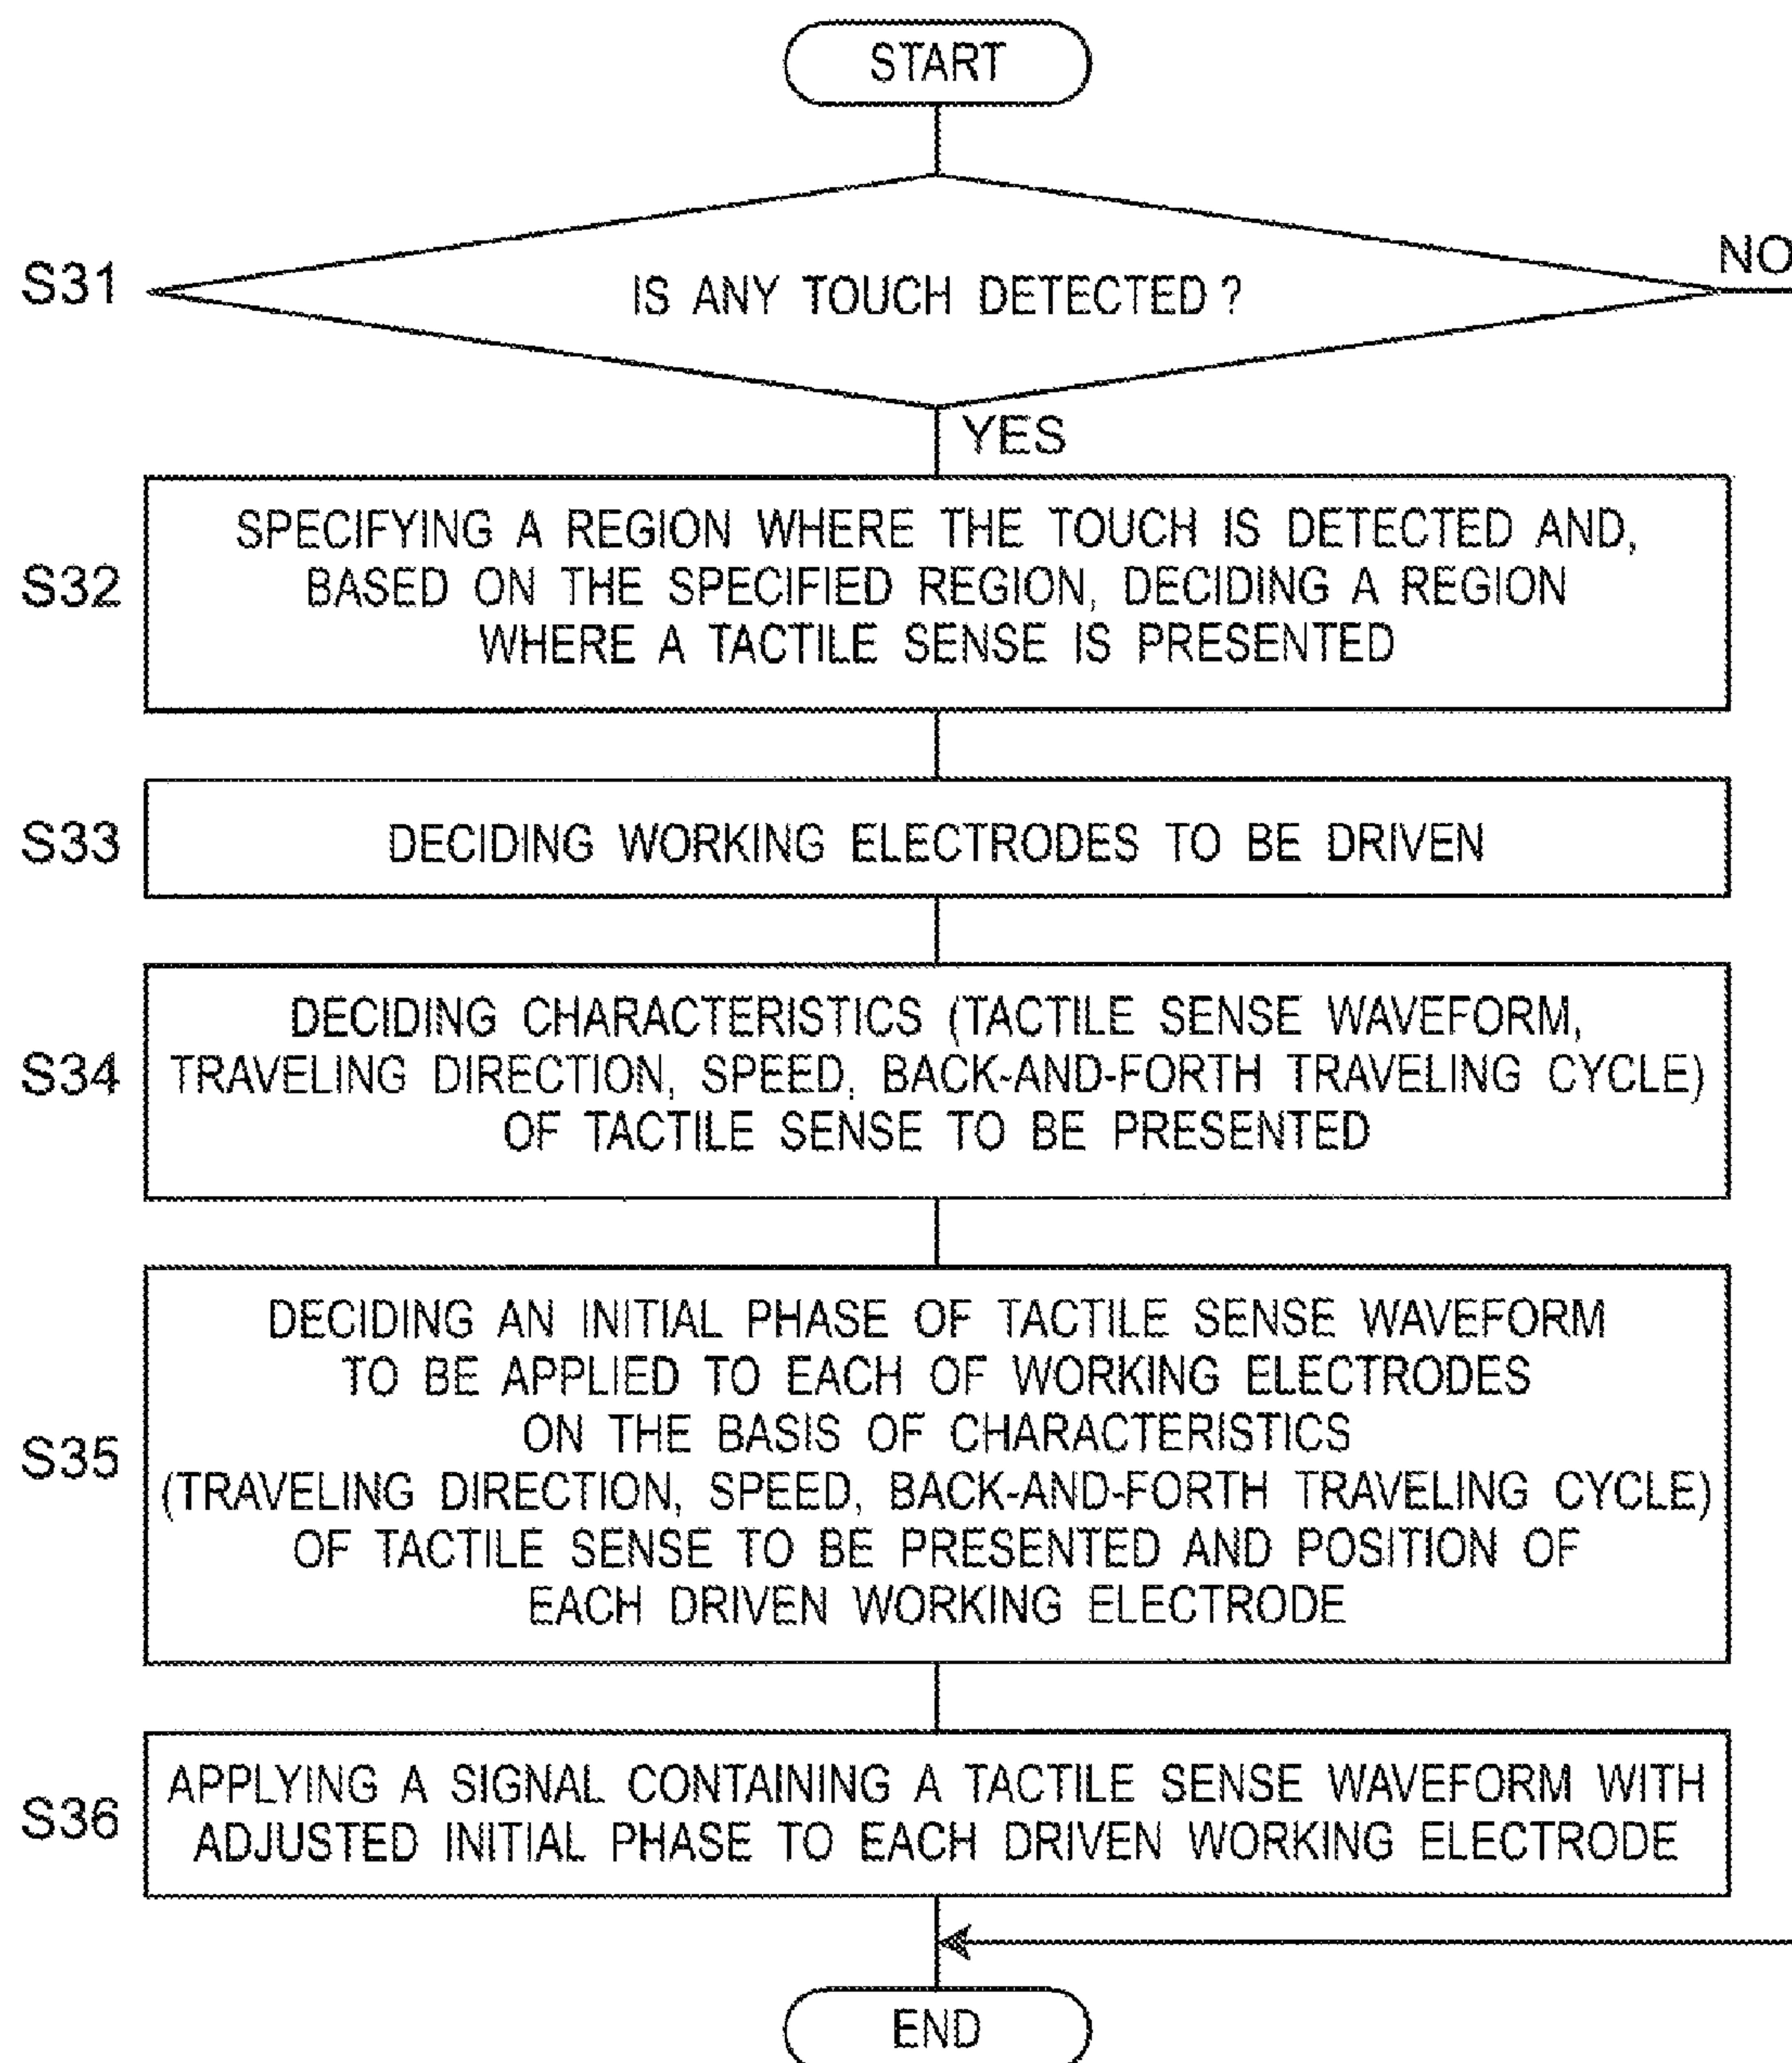 START
S31
IS ANY TOUCH DETECTED ?
NO
YES
S32
SPECIFYING A REGION WHERE THE TOUCH IS DETECTED AND,
BASED ON THE SPECIFIED REGION, DECIDING A REGION
WHERE A TACTILE SENSE IS PRESENTED
S33
DECIDING WORKING ELECTRODES TO BE DRIVEN
S34
DECIDING CHARACTERISTICS (TACTILE SENSE WAVEFORM,
TRAVELING DIRECTION, SPEED, BACK-AND-FORTH TRAVELING CYCLE)
OF TACTILE SENSE TO BE PRESENTED
S35
DECIDING AN INITIAL PHASE OF TACTILE SENSE WAVEFORM
TO BE APPLIED TO EACH OF WORKING ELECTRODES
ON THE BASIS OF CHARACTERISTICS
(TRAVELING DIRECTION, SPEED, BACK-AND-FORTH TRAVELING CYCLE)
OF TACTILE SENSE TO BE PRESENTED AND POSITION OF
EACH DRIVEN WORKING ELECTRODE
S36
APPLYING A SIGNAL CONTAINING A TACTILE SENSE WAVEFORM WITH
ADJUSTED INITIAL PHASE TO EACH DRIVEN WORKING ELECTRODE
END